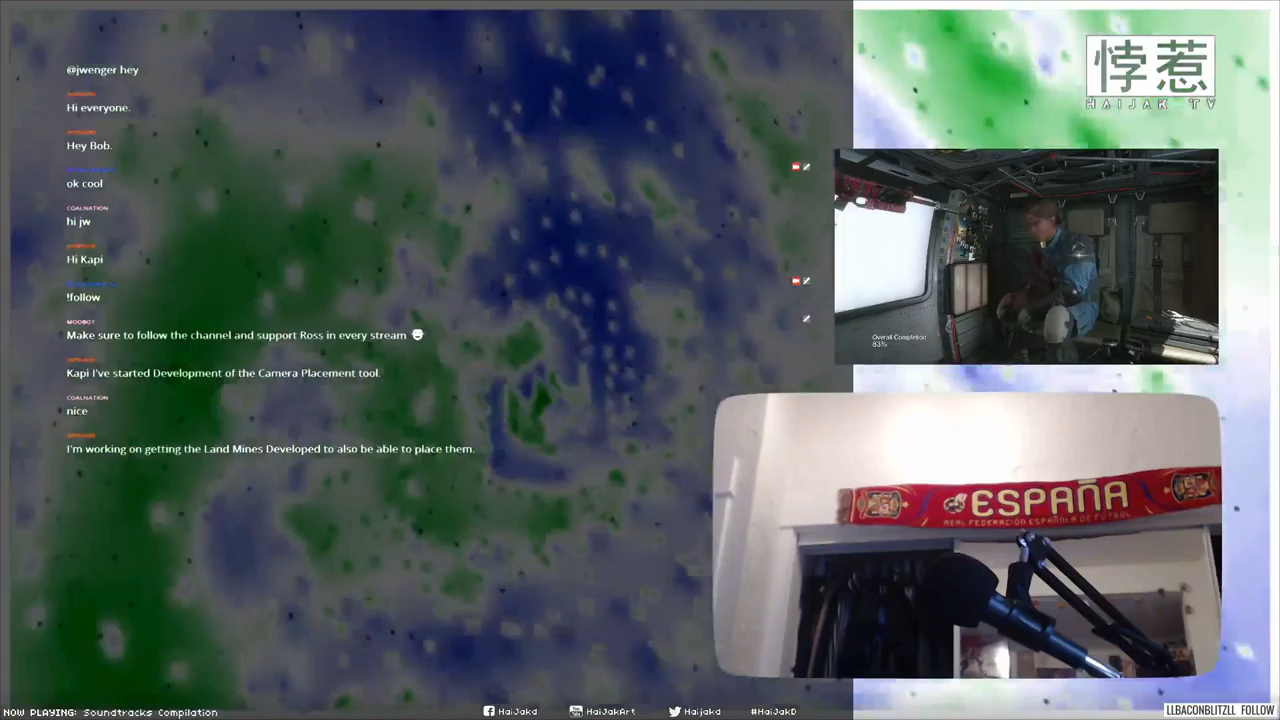 @jwenger hey
Hi everyone.
Hey Bob.
ok cool
COALNATION
hi jw
Hi Kapi
!follow
MOOBOT
Make sure to follow the channel and support Ross in every stream
Kapi I've started Development of the Camera Placement tool.
COALNATION
nice
I'm working on getting the Land Mines Developed to also be able to place them.
悖惹
HAIJAK TV
Overall Completion
83%
ESPAÑA
REAL FEDERACIÓN ESPAÑOLA DE FÚTBOL
NOW PLAYING: Soundtracks Compilation
HaiJakd
HaiJakArt
Haijakd
#HaiJakD
LLBACONBLITZLL FOLLOW